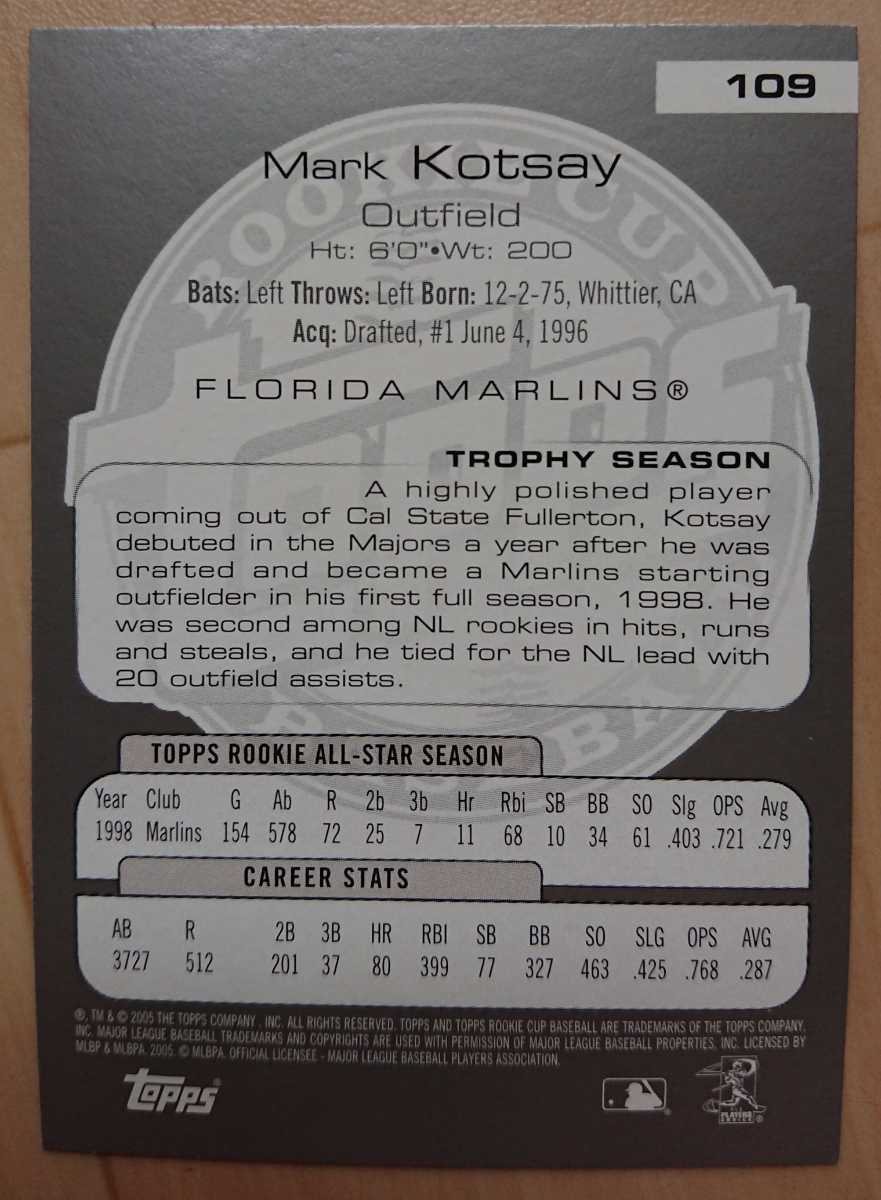 109
Mark Kotsay
Outfield
Ht: 6'0"•Wt: 200
Bats: Left Throws: Left Born: 12-2-75, Whittier, CA
Acq: Drafted, #1 June 4, 1996
FLORIDA MARLINS®
ROOKIE CUP
topps
TROPHY SEASON
A highly polished player
coming out of Cal State Fullerton, Kotsay
debuted in the Majors a year after he was
drafted and became a Marlins starting
outfielder in his first full season, 1998. He
was second among NL rookies in hits, runs
and steals, and he tied for the NL lead with
20 outfield assists.
TOPPS ROOKIE ALL-STAR SEASON
Year Club G Ab R 2b 3b Hr Rbi SB BB SO Slg OPS Avg
1998 Marlins 154 578 72 25 7 11 68 10 34 61 .403 .721 .279
CAREER STATS
AB R 2B 3B HR RBI SB BB SO SLG OPS AVG
3727 512 201 37 80 399 77 327 463 .425 .768 .287
®, TM & © 2005 THE TOPPS COMPANY, INC. ALL RIGHTS RESERVED. TOPPS AND TOPPS ROOKIE CUP BASEBALL ARE TRADEMARKS OF THE TOPPS COMPANY,
INC. MAJOR LEAGUE BASEBALL TRADEMARKS AND COPYRIGHTS ARE USED WITH PERMISSION OF MAJOR LEAGUE BASEBALL PROPERTIES, INC. LICENSED BY
MLBP & MLBPA. 2005. © MLBPA. OFFICIAL LICENSEE - MAJOR LEAGUE BASEBALL PLAYERS ASSOCIATION.
topps®
PLAYERS
CHOICE ®